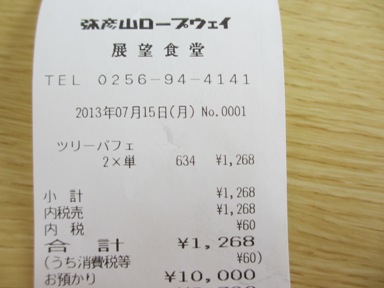 弥彦山ロープウェイ
展望食堂
TEL 0256-94-4141
2013年07月15日(月) No.0001
ツリーパフェ
2×単 634 ¥1,268
小計 ¥1,268
内税売 ¥1,268
内税 ¥60
合計 ¥1,268
(うち消費税等 ¥60)
お預かり ¥10,000